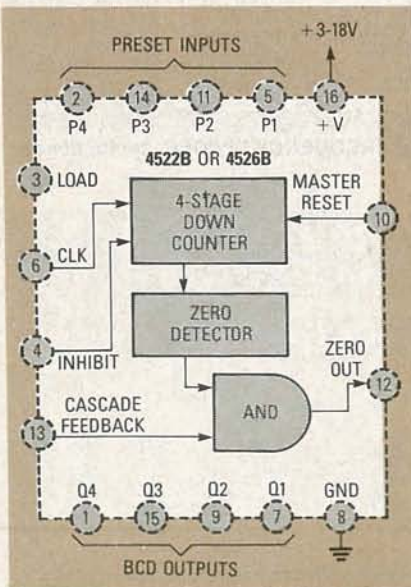 PRESET INPUTS
+3-18V
2 14 11 5 16
P4 P3 P2 P1 +V
4522B OR 4526B
3 LOAD
MASTER
RESET
4-STAGE
DOWN
COUNTER
10
6 CLK
ZERO
DETECTOR
4 INHIBIT
ZERO
OUT
12
AND
13 CASCADE
FEEDBACK
Q4 Q3 Q2 Q1 GND
1 15 9 7 8
BCD OUTPUTS